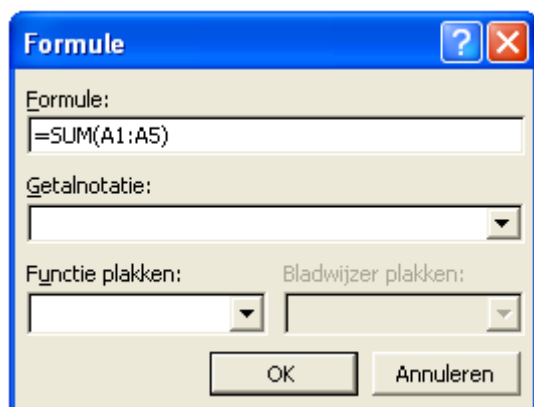 Formule
Formule:
=SUM(A1:A5)
Getalnotatie:
Functie plakken: Bladwijzer plakken:
OK Annuleren